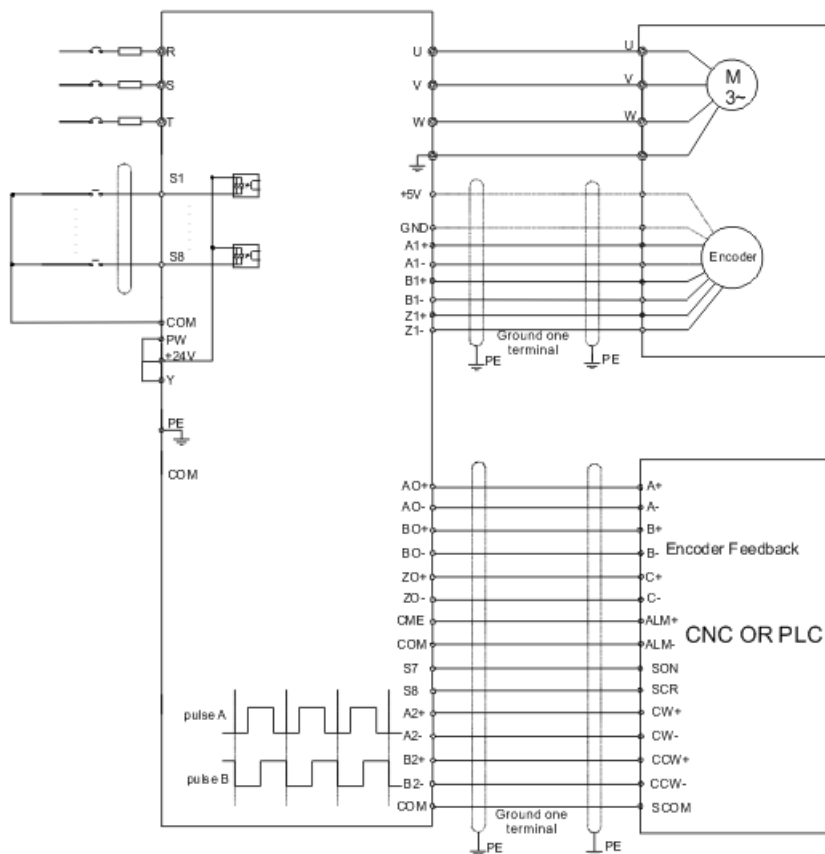 R
S
T
S1
S8
COM
PW
+24V
Y
PE
COM
U
V
W
+5V
GND
A1+
A1-
B1+
B1-
Z1+
Z1-
Ground one
terminal
PE
PE
U
V
W
M
3~
Encoder
AO+
AO-
BO+
BO-
ZO+
ZO-
CME
COM
S7
S8
A2+
A2-
B2+
B2-
COM
pulse A
pulse B
Ground one
terminal
PE
PE
A+
A-
B+
B-
Encoder Feedback
C+
C-
ALM+
CNC OR PLC
ALM-
SON
SCR
CW+
CW-
CCW+
CCW-
SCOM